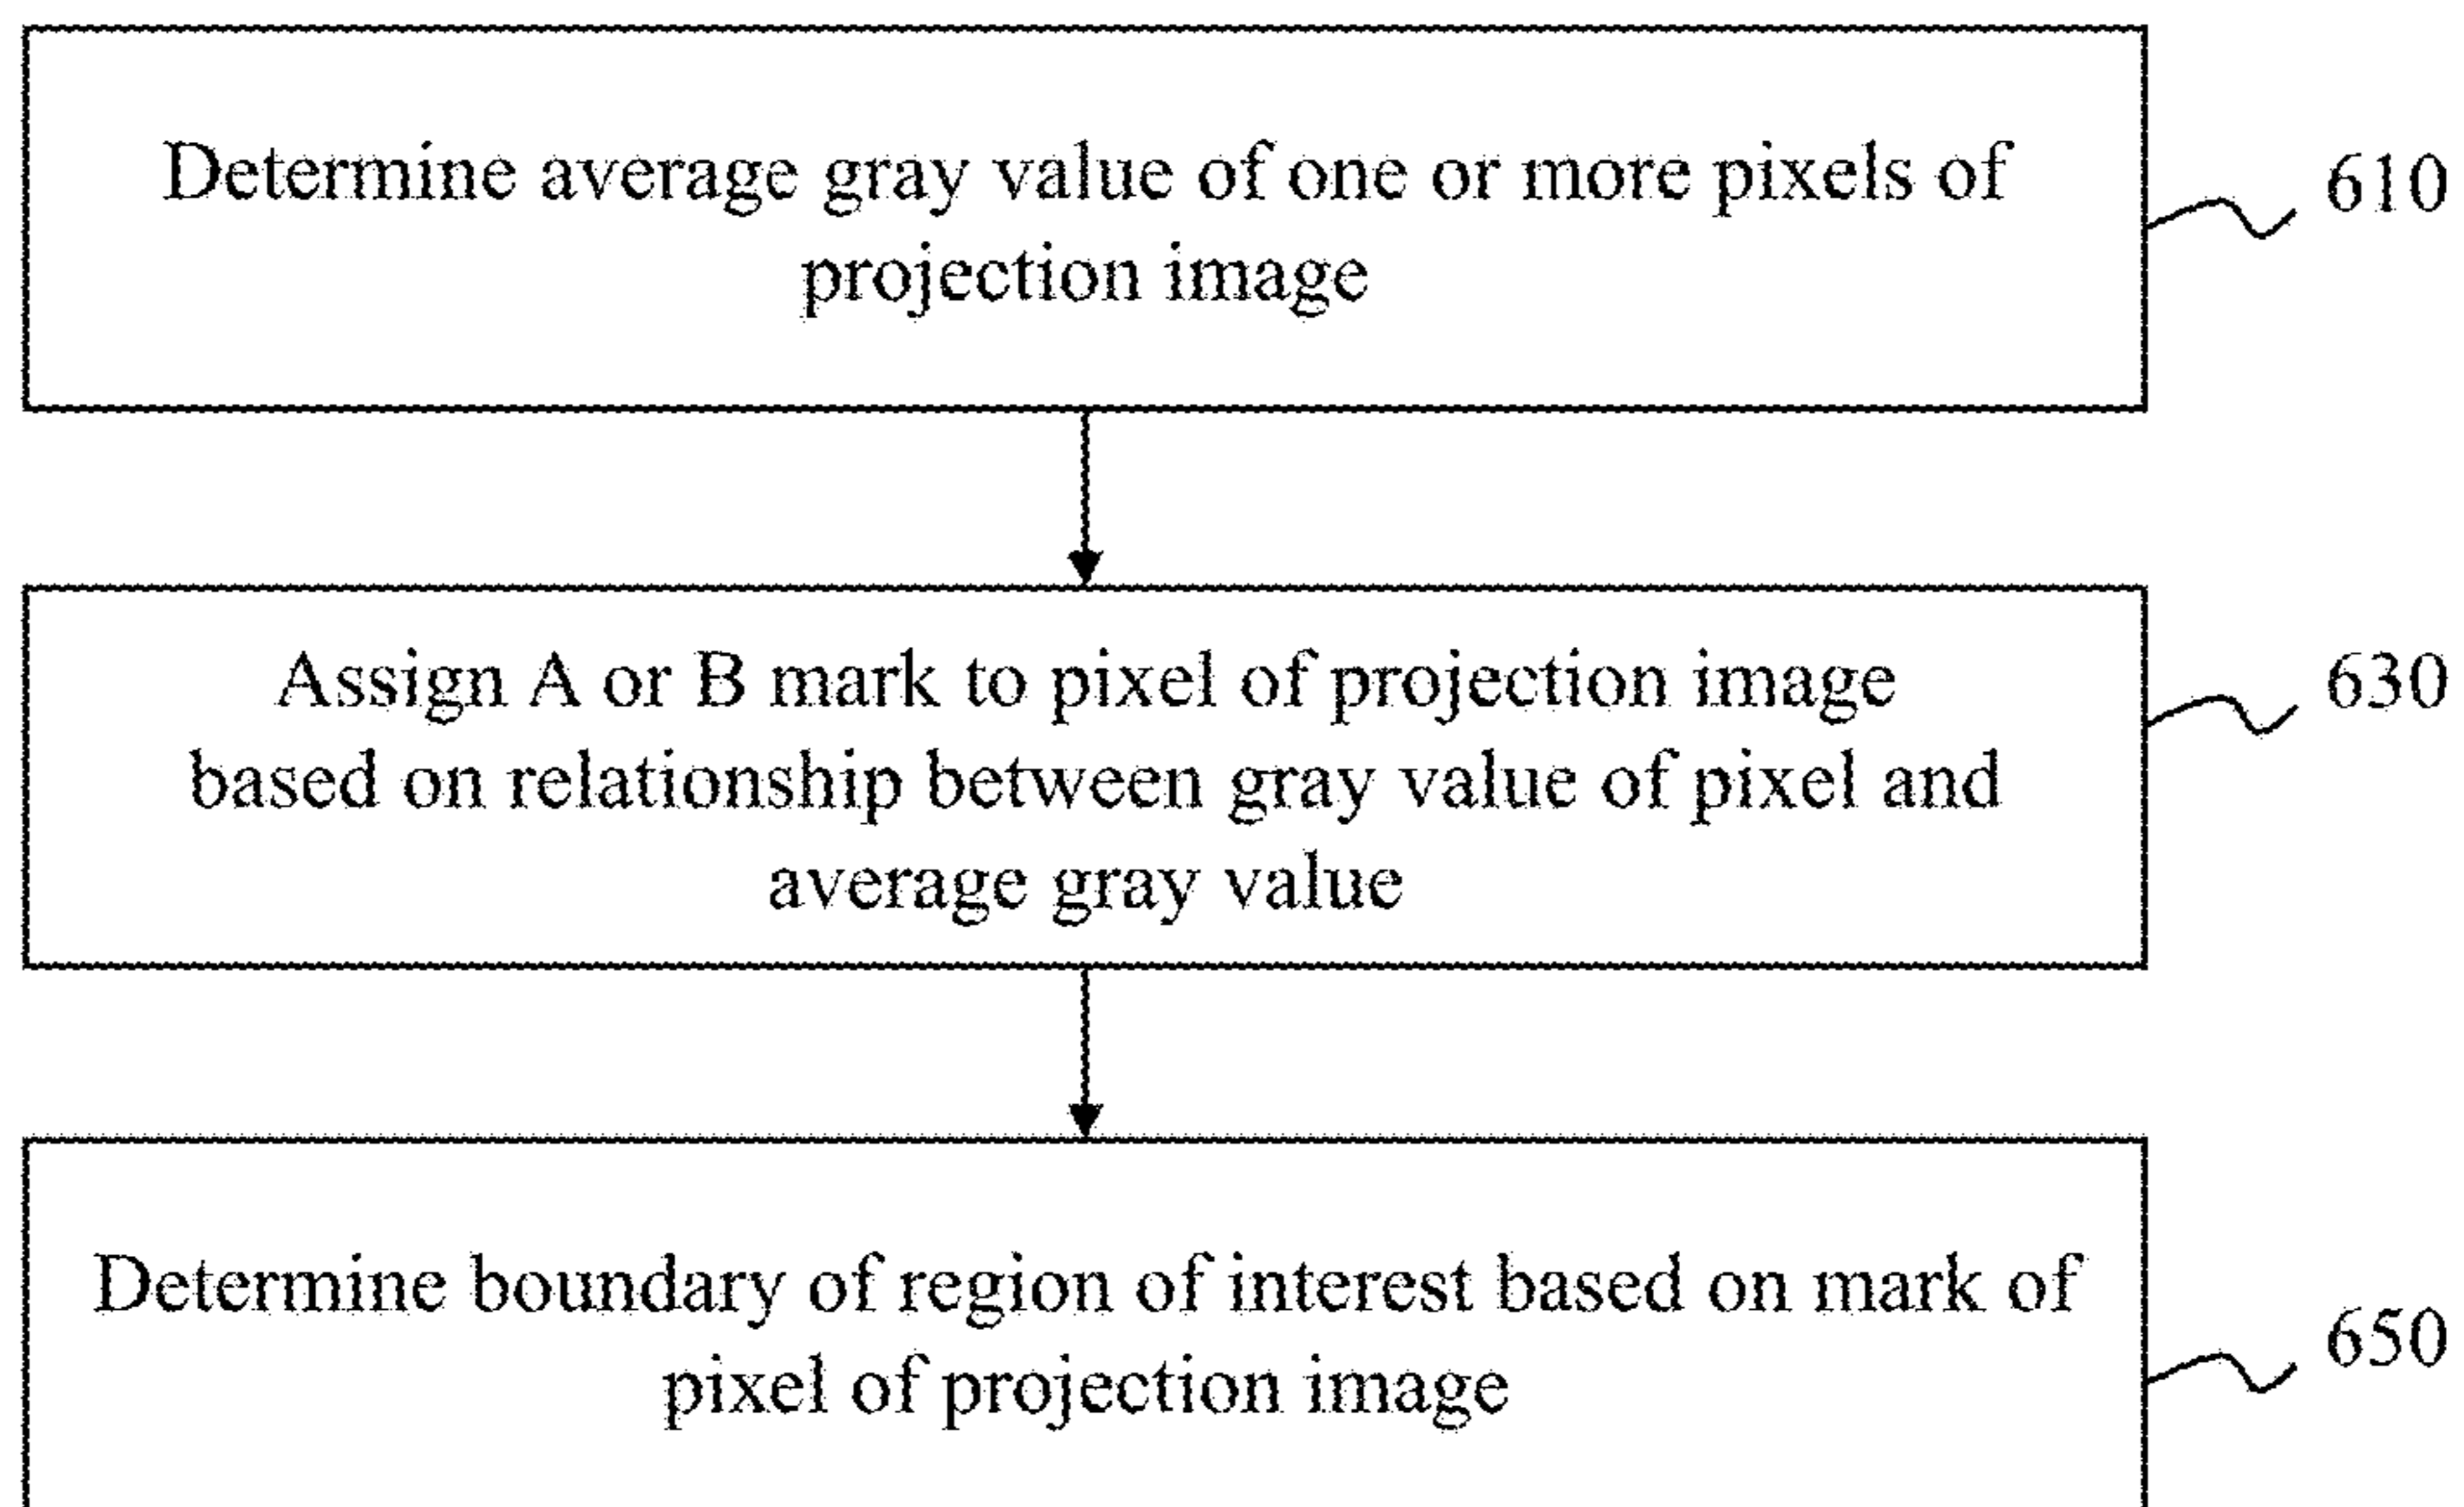 Determine average gray value of one or more pixels of
projection image
610
Assign A or B mark to pixel of projection image
based on relationship between gray value of pixel and
average gray value
630
Determine boundary of region of interest based on mark of
pixel of projection image
650